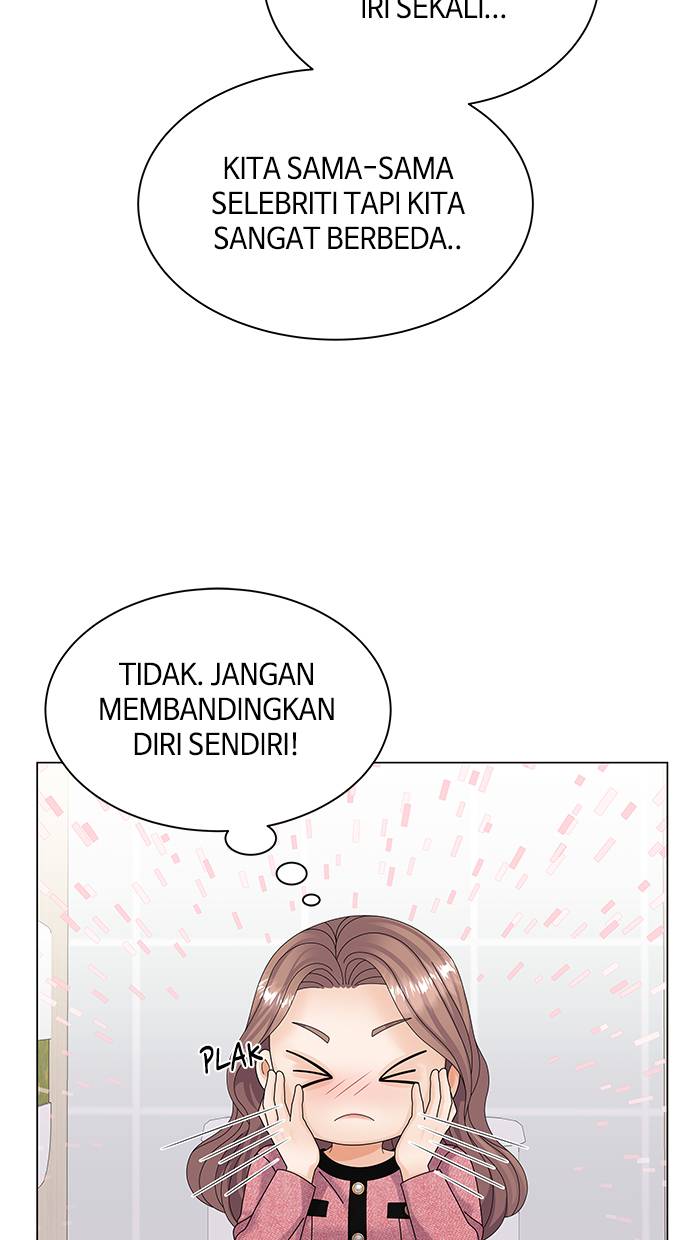 IRI SEKALI...
KITA SAMA-SAMA
SELEBRITI TAPI KITA
SANGAT BERBEDA..
TIDAK. JANGAN
MEMBANDINGKAN
DIRI SENDIRI!
PLAK